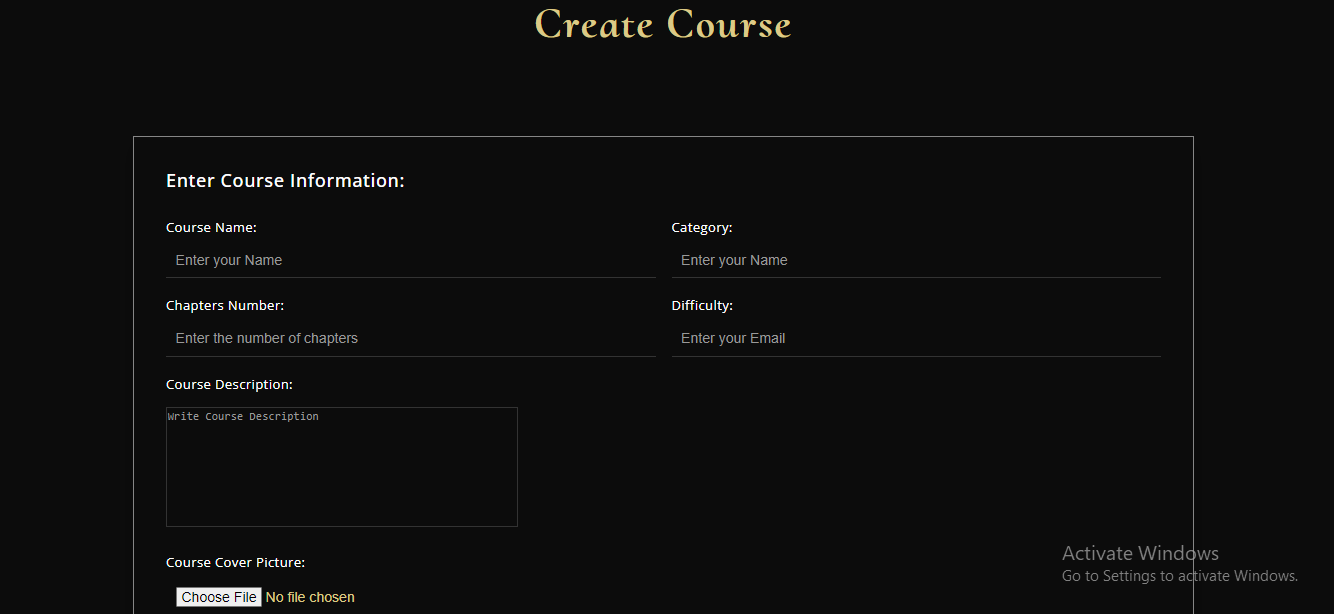 Create Course
Enter Course Information:
Course Name:
Category:
Enter your Name
Enter your Name
Chapters Number:
Difficulty:
Enter the number of chapters
Enter your Email
Course Description:
Write Course Description
Course Cover Picture:
Choose File No file chosen
Activate Windows
Go to Settings to activate Windows.